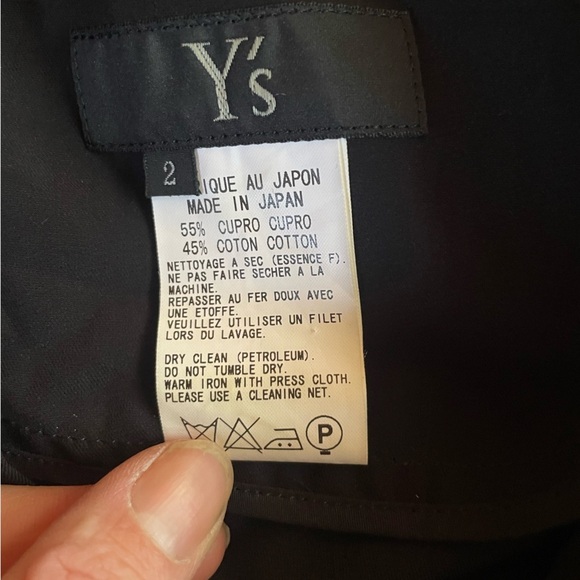 Y's
2
RIQUE AU JAPON
MADE IN JAPAN
55% CUPRO CUPRO
45% COTON COTTON
NETTOYAGE A SEC (ESSENCE F).
NE PAS FAIRE SECHER A LA
MACHINE.
REPASSER AU FER DOUX AVEC
UNE ETOFFE.
VEUILLEZ UTILISER UN FILET
LORS DU LAVAGE.
DRY CLEAN (PETROLEUM).
DO NOT TUMBLE DRY.
WARM IRON WITH PRESS CLOTH.
PLEASE USE A CLEANING NET.
P